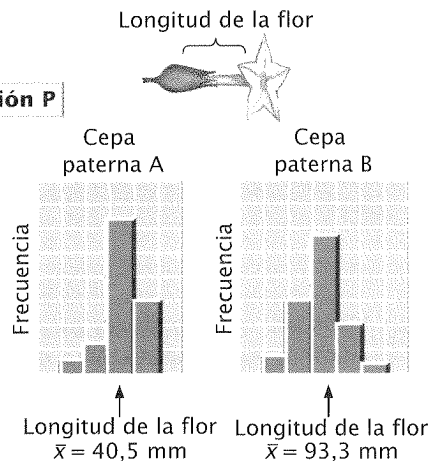 Longitud de la flor
ión P
Cepa
paterna A
Cepa
paterna B
Frecuencia
Frecuencia
Longitud de la flor
x̄ = 40,5 mm
Longitud de la flor
x̄ = 93,3 mm